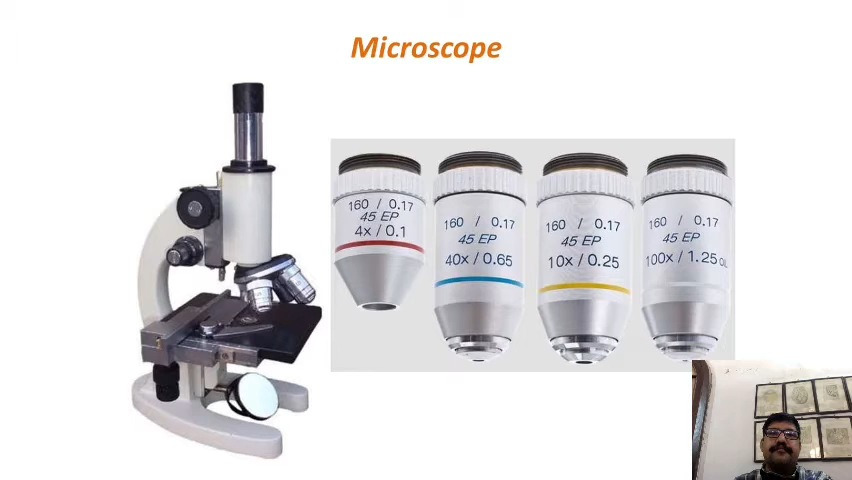 Microscope
160 / 0.17
45 EP
4x / 0.1
160 / 0.17
45 EP
40x / 0.65
160 / 0.17
45 EP
10x / 0.25
160 / 0.17
45 EP
100x / 1.25 OIL